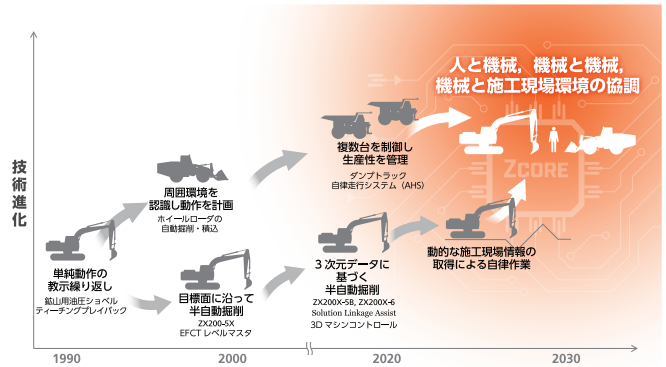 人と機械，機械と機械，
機械と施工現場環境の協調
技術進化
複数台を制御し
生産性を管理
ダンプトラック
自律走行システム（AHS）
ZCORE
周囲環境を
認識し動作を計画
ホイールローダの
自動掘削・積込
単純動作の
教示繰り返し
鉱山用油圧ショベル
ティーチングプレイバック
目標面に沿って
半自動掘削
ZX200-5X
EFCT レベルマスタ
3 次元データに
基づく
半自動掘削
ZX200X-5B, ZX200X-6
Solution Linkage Assist
3D マシンコントロール
動的な施工現場情報の
取得による自律作業
1990
2000
2020
2030